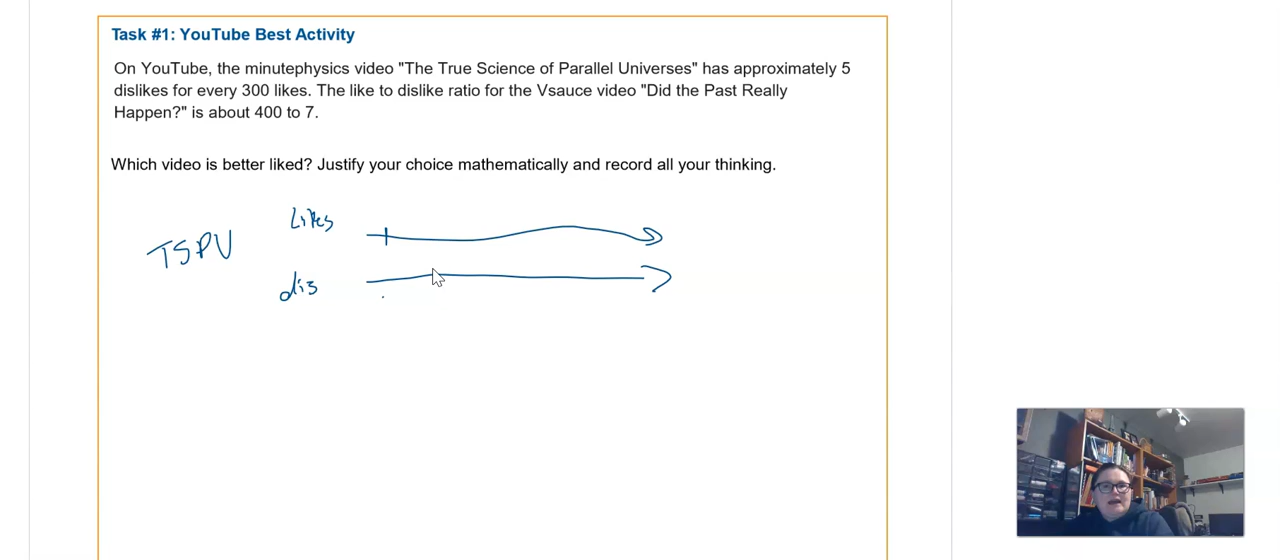 Task #1: YouTube Best Activity
On YouTube, the minutephysics video "The True Science of Parallel Universes" has approximately 5
dislikes for every 300 likes. The like to dislike ratio for the Vsauce video "Did the Past Really
Happen?" is about 400 to 7.
Which video is better liked? Justify your choice mathematically and record all your thinking.
Likes
TSPU
dis